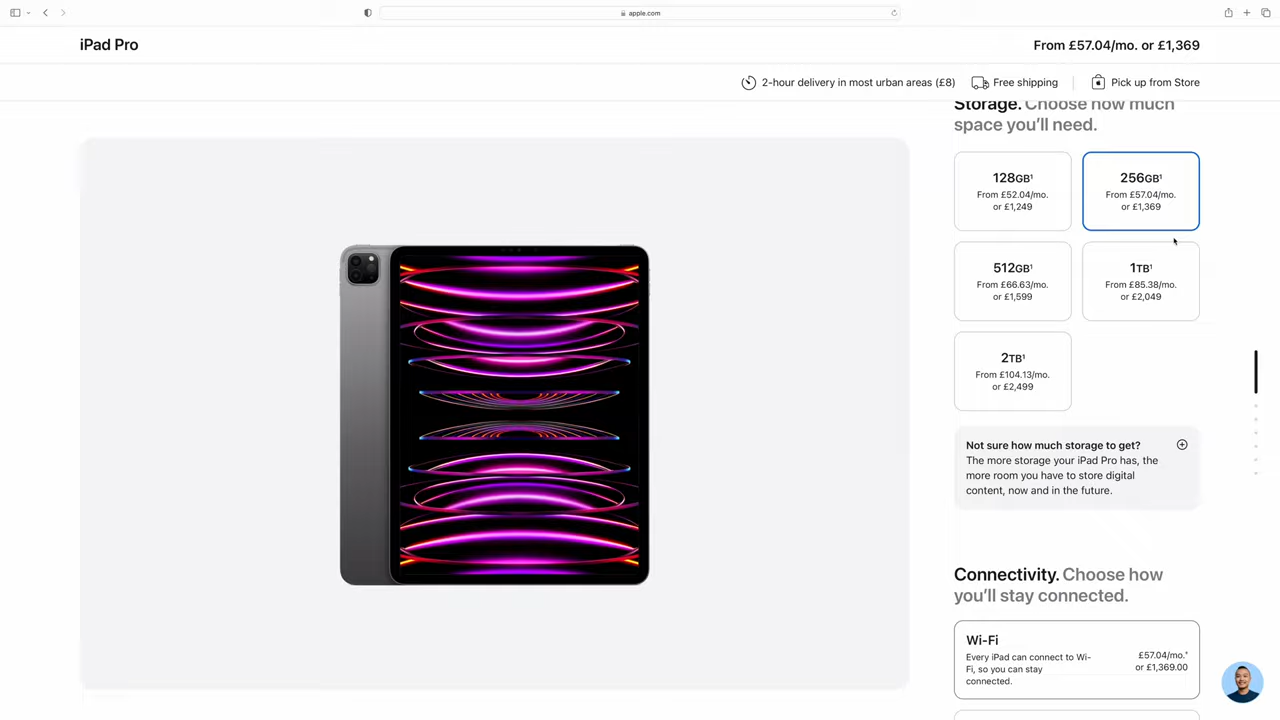 apple.com
iPad Pro
From £57.04/mo. or £1,369
2-hour delivery in most urban areas (£8)
Free shipping
Pick up from Store
Storage. Choose how much
space you’ll need.
128GB¹
From £52.04/mo.
or £1,249
256GB¹
From £57.04/mo.
or £1,369
512GB¹
From £66.63/mo.
or £1,599
1TB¹
From £85.38/mo.
or £2,049
2TB¹
From £104.13/mo.
or £2,499
Not sure how much storage to get?
The more storage your iPad Pro has, the
more room you have to store digital
content, now and in the future.
Connectivity. Choose how
you’ll stay connected.
Wi-Fi
Every iPad can connect to Wi-
Fi, so you can stay
connected.
£57.04/mo.*
or £1,369.00